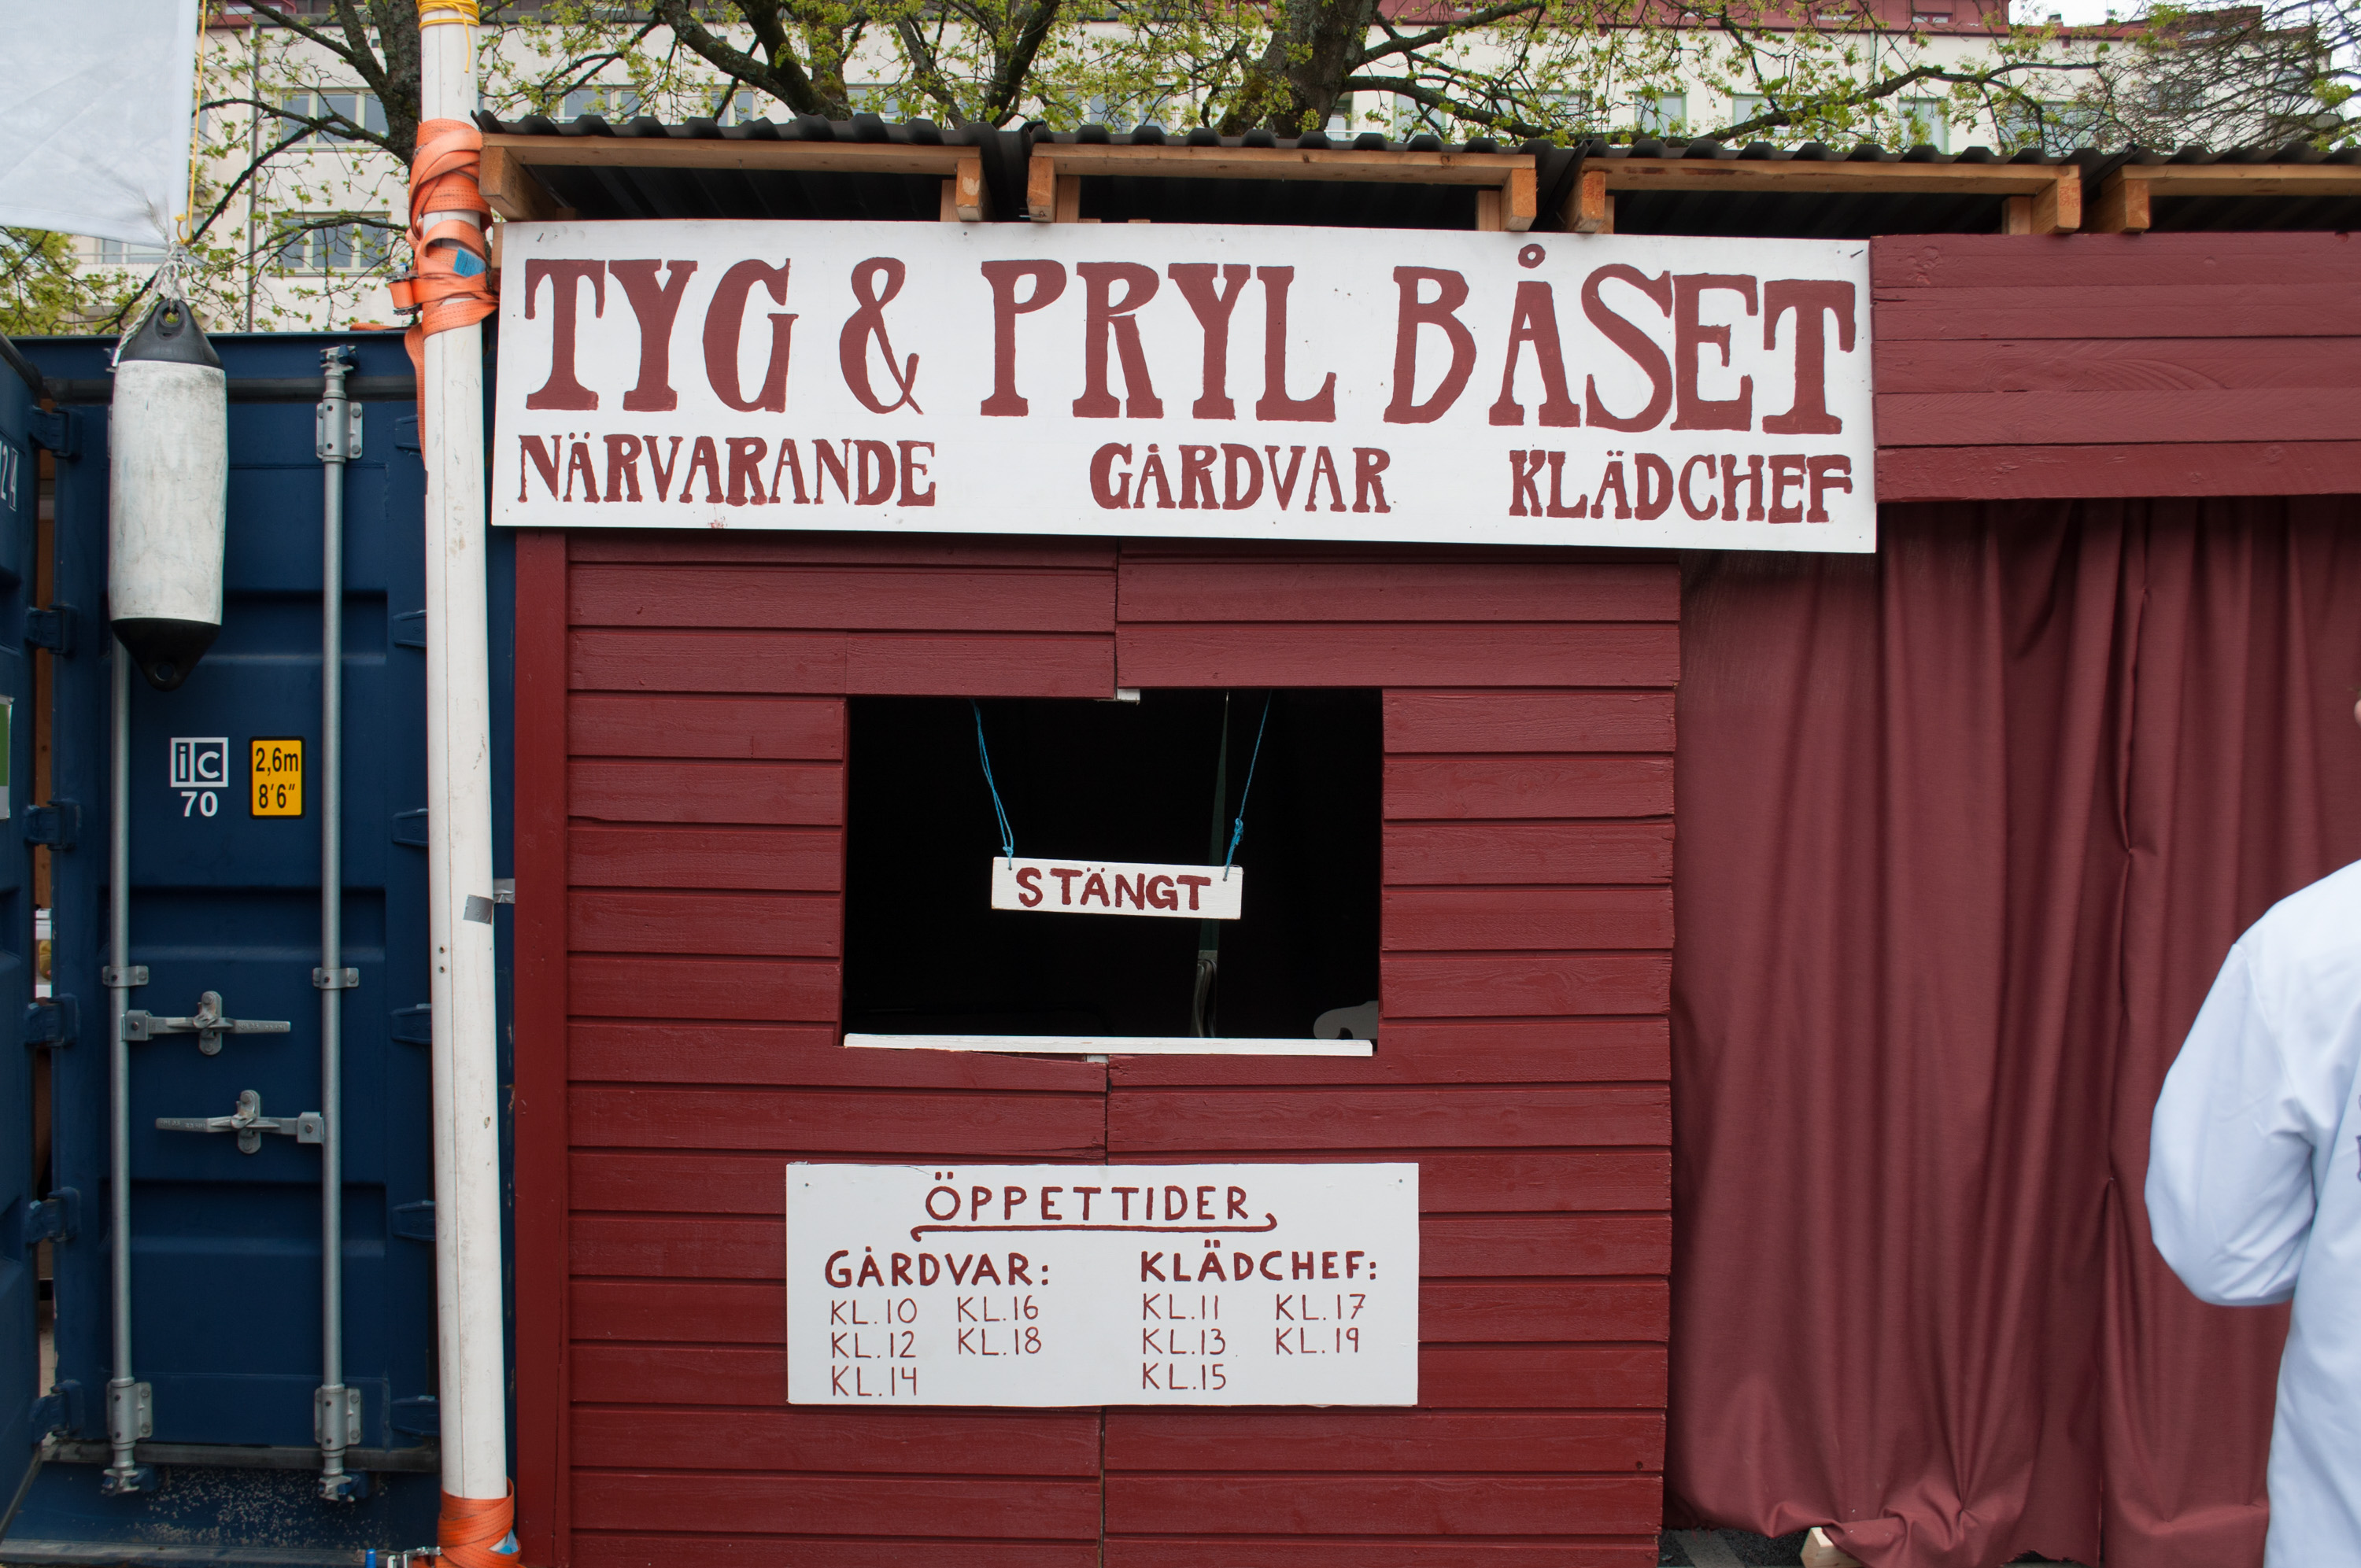 TYG & PRYL BÅSET
NÄRVARANDE GÅRDVAR KLÄDCHEF
STÄNGT
ic
70
2,6m
8'6"
ÖPPETTIDER
GÅRDVAR: KLÄDCHEF:
KL.10 KL.16 KL.11 KL.17
KL.12 KL.18 KL.13 KL.19
KL.14 KL.15